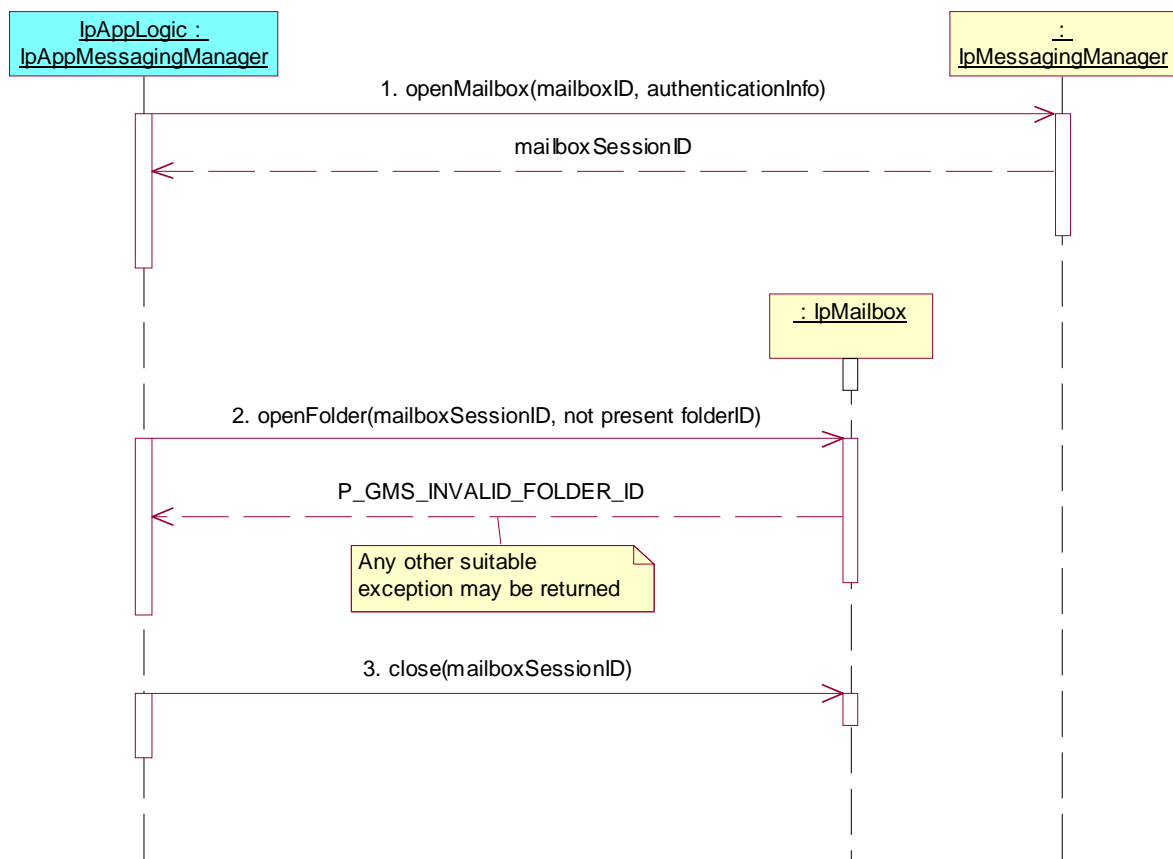 IpAppLogic :
IpAppMessagingManager
:
IpMessagingManager
1. openMailbox(mailboxID, authenticationInfo)
mailboxSessionID
: IpMailbox
2. openFolder(mailboxSessionID, not present folderID)
P_GMS_INVALID_FOLDER_ID
Any other suitable
exception may be returned
3. close(mailboxSessionID)